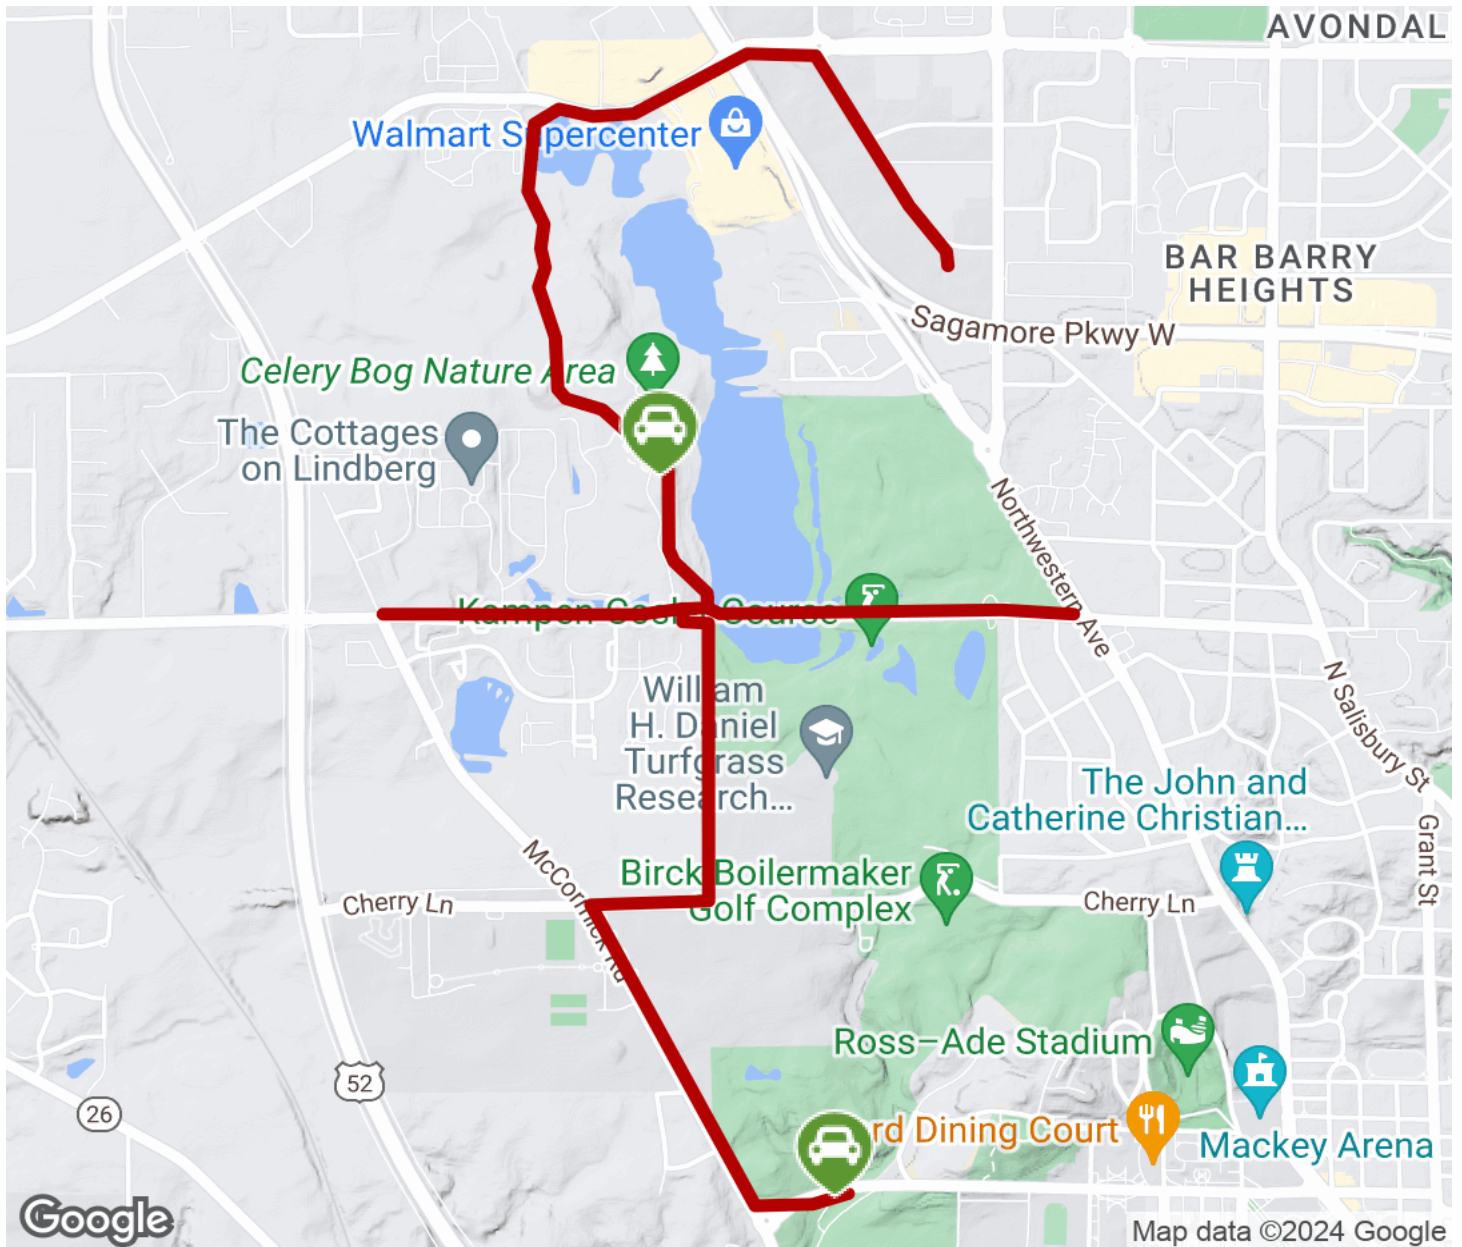 AVONDAL
Walmart Supercenter
BAR BARRY
HEIGHTS
Sagamore Pkwy W
Celery Bog Nature Area
The Cottages
on Lindberg
Northwestern Ave
Kampen-Cosler Course
N Salisbury St
William
H. Daniel
Turfgrass
Research...
The John and
Catherine Christian...
Grant St
McCormick Rd
Birck Boilermaker
Golf Complex
Cherry Ln
Cherry Ln
Ross-Ade Stadium
52
26
rd Dining Court
Mackey Arena
Google
Map data ©2024 Google